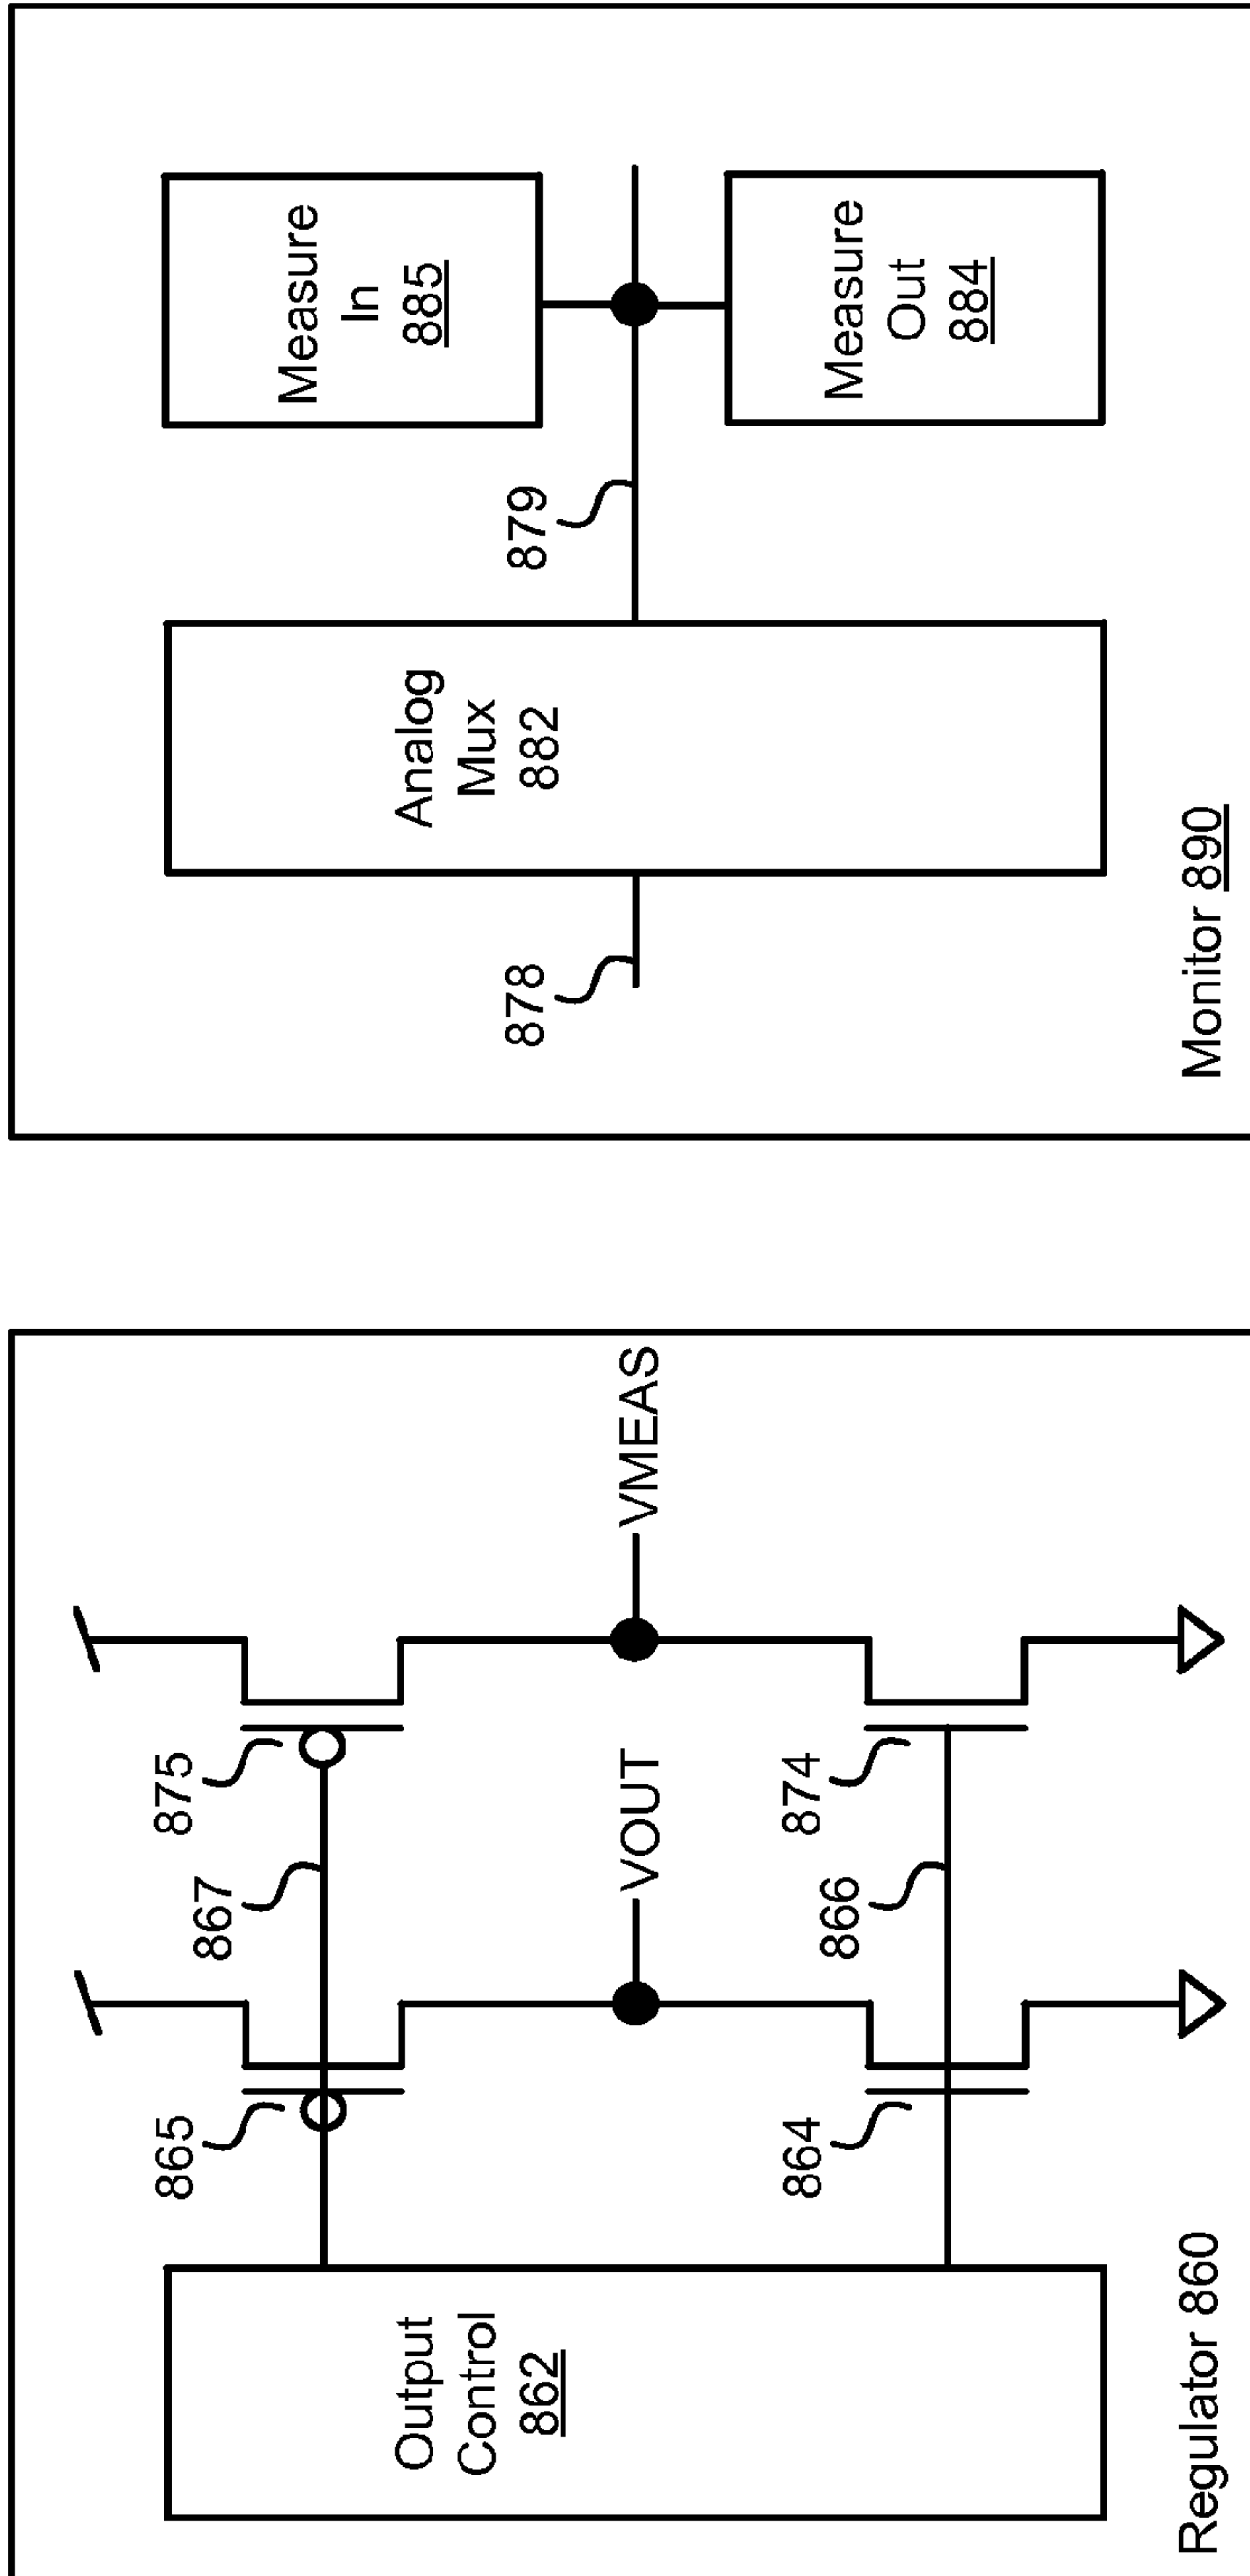 Output
Control
862
865
867
875
VOUT
VMEAS
864
866
874
Regulator 860
878
Analog
Mux
882
879
Measure
In
885
Measure
Out
884
Monitor 890